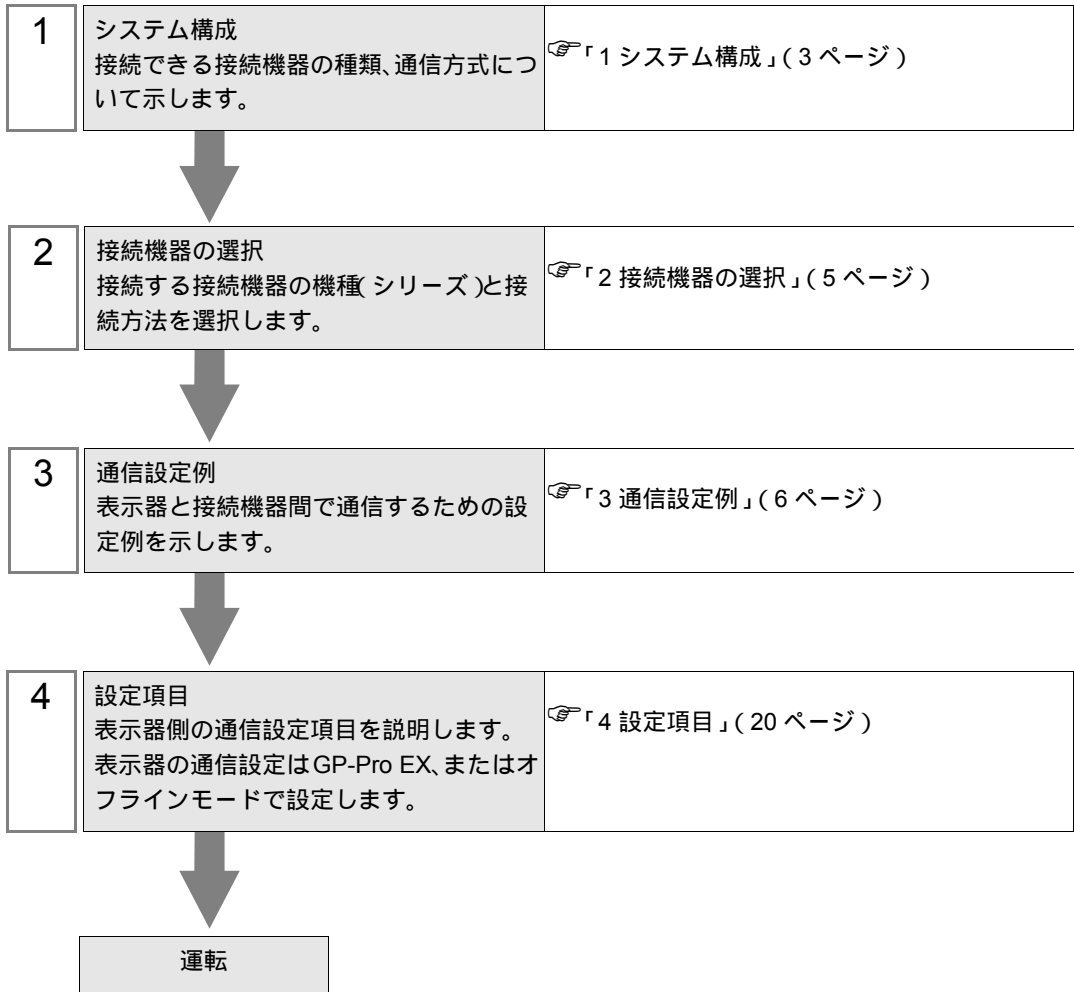 1
システム構成
接続できる接続機器の種類、通信方式につ
いて示します。
☞「1 システム構成」(3 ページ)
2
接続機器の選択
接続する接続機器の機種(シリーズ)と接
続方法を選択します。
☞「2 接続機器の選択」(5 ページ)
3
通信設定例
表示器と接続機器間で通信するための設
定例を示します。
☞「3 通信設定例」(6 ページ)
4
設定項目
表示器側の通信設定項目を説明します。
表示器の通信設定はGP-Pro EX、またはオ
フラインモードで設定します。
☞「4 設定項目」(20 ページ)
運転